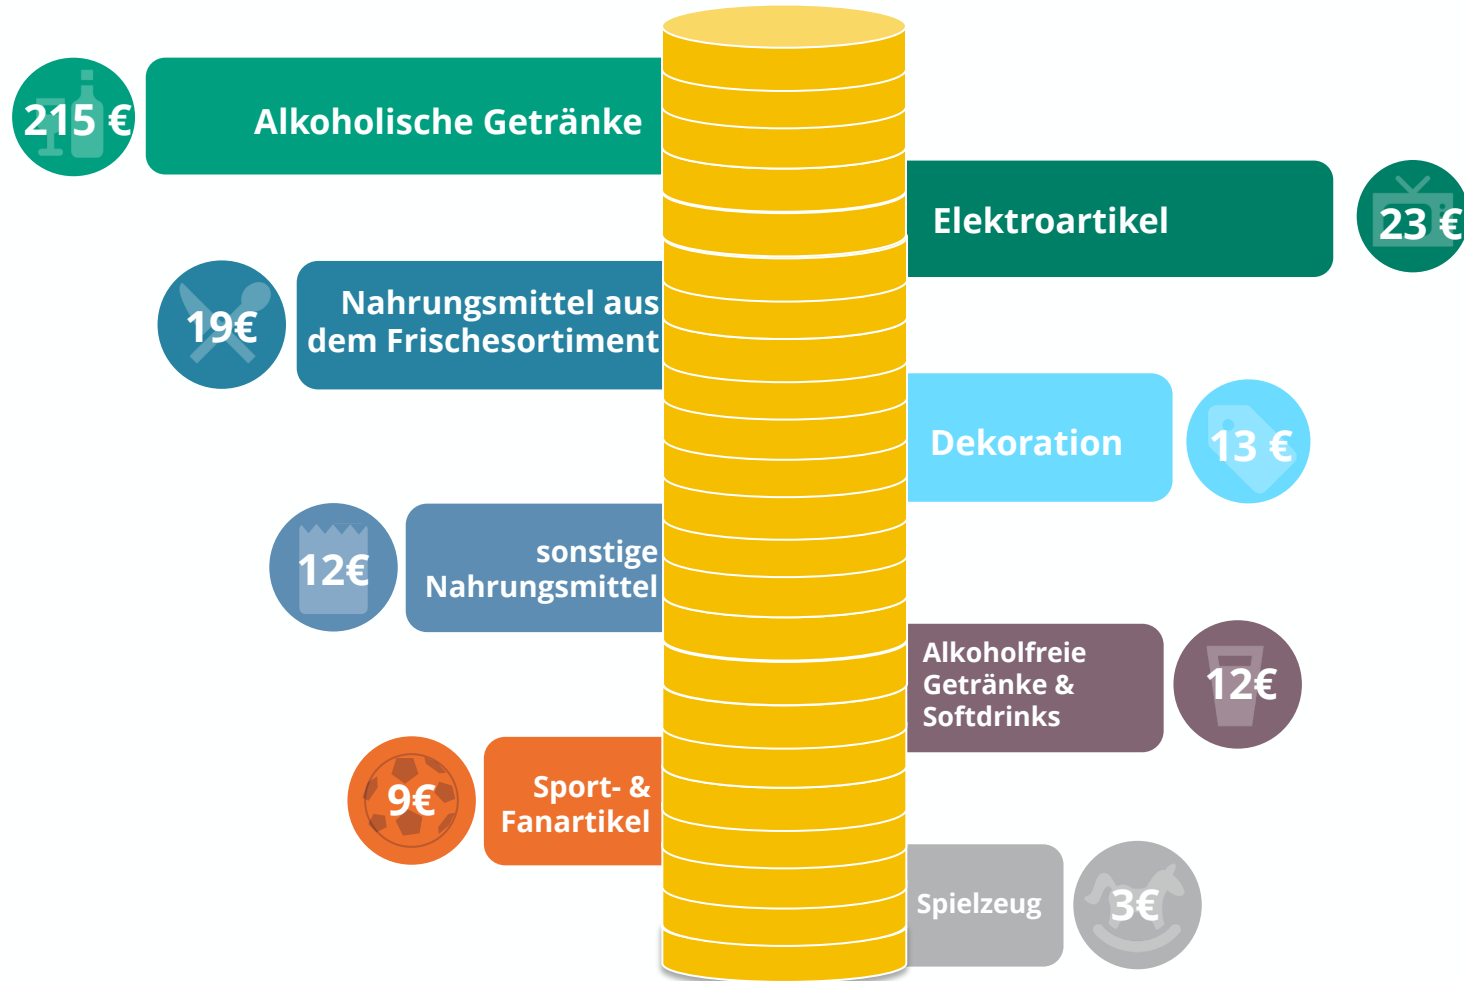 215 €
Alkoholische Getränke
Elektroartikel
23 €
19€
Nahrungsmittel aus
dem Frischesortiment
Dekoration
13 €
12€
sonstige
Nahrungsmittel
Alkoholfreie
Getränke &
Softdrinks
12€
9€
Sport- &
Fanartikel
Spielzeug
3€